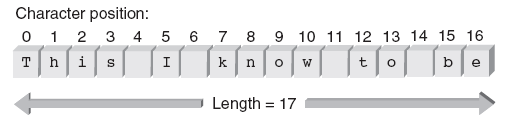 Character position:
0 1 2 3 4 5 6 7 8 9 10 11 12 13 14 15 16
T h i s I k n o w t o b e
Length = 17